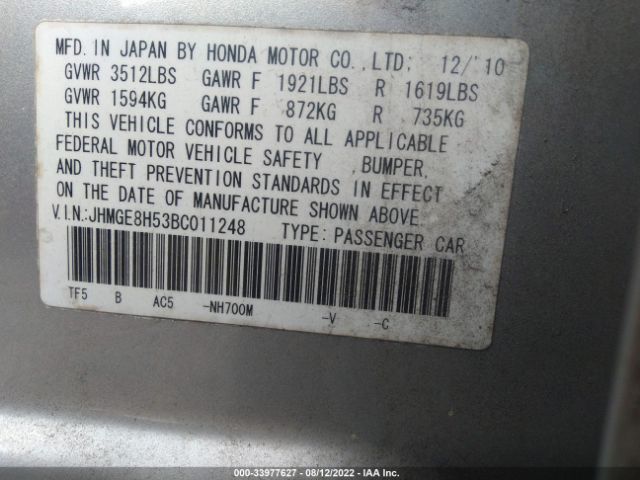 MFD. IN JAPAN BY HONDA MOTOR CO.,LTD; 12/'10
GVWR 3512LBS GAWR F 1921LBS R 1619LBS
GVWR 1594KG GAWR F 872KG R 735KG
THIS VEHICLE CONFORMS TO ALL APPLICABLE
FEDERAL MOTOR VEHICLE SAFETY ,BUMPER,
AND THEFT PREVENTION STANDARDS IN EFFECT
ON THE DATE OF MANUFACTURE SHOWN ABOVE.
V.I.N.:JHMGE8H53BC011248 TYPE: PASSENGER CAR
TF5 B AC5 -NH700M -V -C
000-33977627 - 08/12/2022 - IAA Inc.